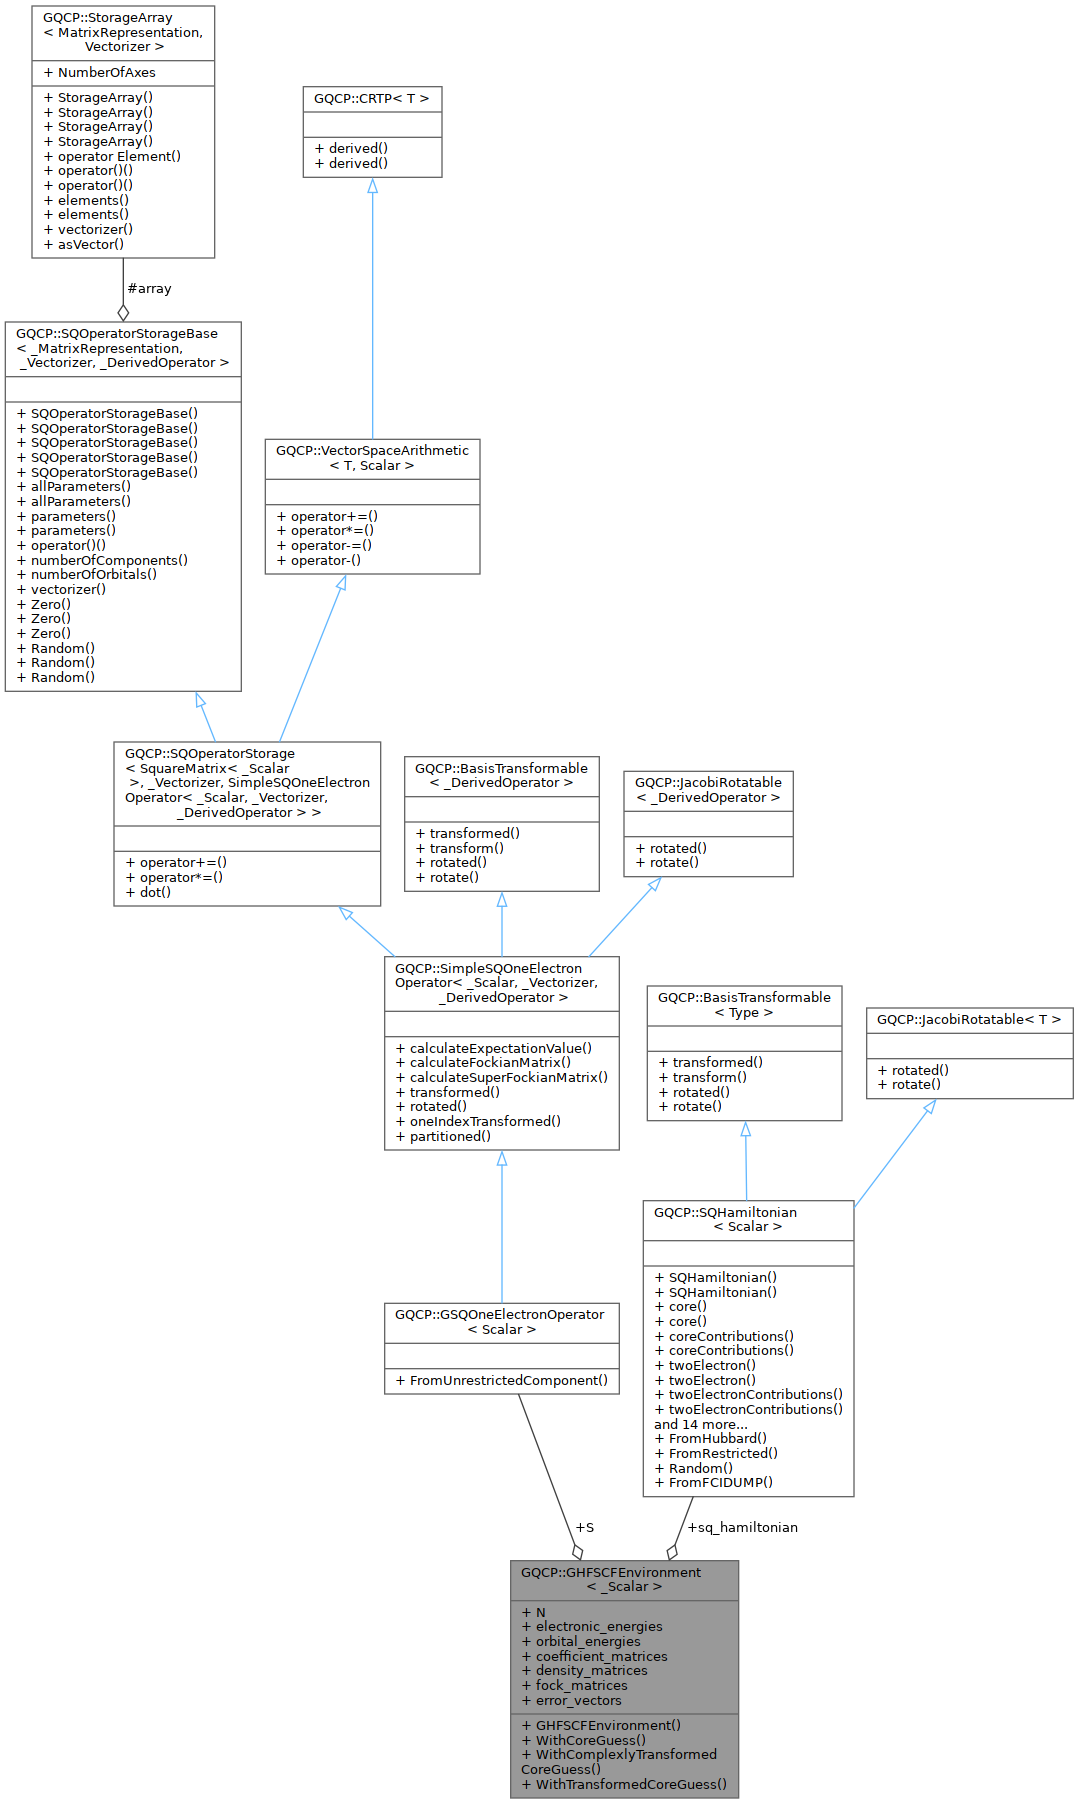 GQCP::StorageArray
< MatrixRepresentation,
Vectorizer >
+ NumberOfAxes
+ StorageArray()
+ StorageArray()
+ StorageArray()
+ StorageArray()
+ operator Element()
+ operator()()
+ operator()()
+ elements()
+ elements()
+ vectorizer()
+ asVector()
GQCP::CRTP< T >
+ derived()
+ derived()
#array
GQCP::SQOperatorStorageBase
< _MatrixRepresentation,
_Vectorizer, _DerivedOperator >
+ SQOperatorStorageBase()
+ SQOperatorStorageBase()
+ SQOperatorStorageBase()
+ SQOperatorStorageBase()
+ SQOperatorStorageBase()
+ allParameters()
+ allParameters()
+ parameters()
+ parameters()
+ operator()()
+ numberOfComponents()
+ numberOfOrbitals()
+ vectorizer()
+ Zero()
+ Zero()
+ Zero()
+ Random()
+ Random()
+ Random()
GQCP::VectorSpaceArithmetic
< T, Scalar >
+ operator+=()
+ operator*=()
+ operator-=()
+ operator-()
GQCP::SQOperatorStorage
< SquareMatrix< _Scalar
>, _Vectorizer, SimpleSQOneElectron
Operator< _Scalar, _Vectorizer,
_DerivedOperator > >
+ operator+=()
+ operator*=()
+ dot()
GQCP::BasisTransformable
< _DerivedOperator >
+ transformed()
+ transform()
+ rotated()
+ rotate()
GQCP::JacobiRotatable
< _DerivedOperator >
+ rotated()
+ rotate()
GQCP::SimpleSQOneElectron
Operator< _Scalar, _Vectorizer,
_DerivedOperator >
+ calculateExpectationValue()
+ calculateFockianMatrix()
+ calculateSuperFockianMatrix()
+ transformed()
+ rotated()
+ oneIndexTransformed()
+ partitioned()
GQCP::BasisTransformable
< Type >
+ transformed()
+ transform()
+ rotated()
+ rotate()
GQCP::JacobiRotatable< T >
+ rotated()
+ rotate()
GQCP::GSQOneElectronOperator
< Scalar >
+ FromUnrestrictedComponent()
GQCP::SQHamiltonian
< Scalar >
+ SQHamiltonian()
+ SQHamiltonian()
+ core()
+ core()
+ coreContributions()
+ coreContributions()
+ twoElectron()
+ twoElectron()
+ twoElectronContributions()
+ twoElectronContributions()
and 14 more...
+ FromHubbard()
+ FromRestricted()
+ Random()
+ FromFCIDUMP()
+S
+sq_hamiltonian
GQCP::GHFSCFEnvironment
< _Scalar >
+ N
+ electronic_energies
+ orbital_energies
+ coefficient_matrices
+ density_matrices
+ fock_matrices
+ error_vectors
+ GHFSCFEnvironment()
+ WithCoreGuess()
+ WithComplexlyTransformed
CoreGuess()
+ WithTransformedCoreGuess()